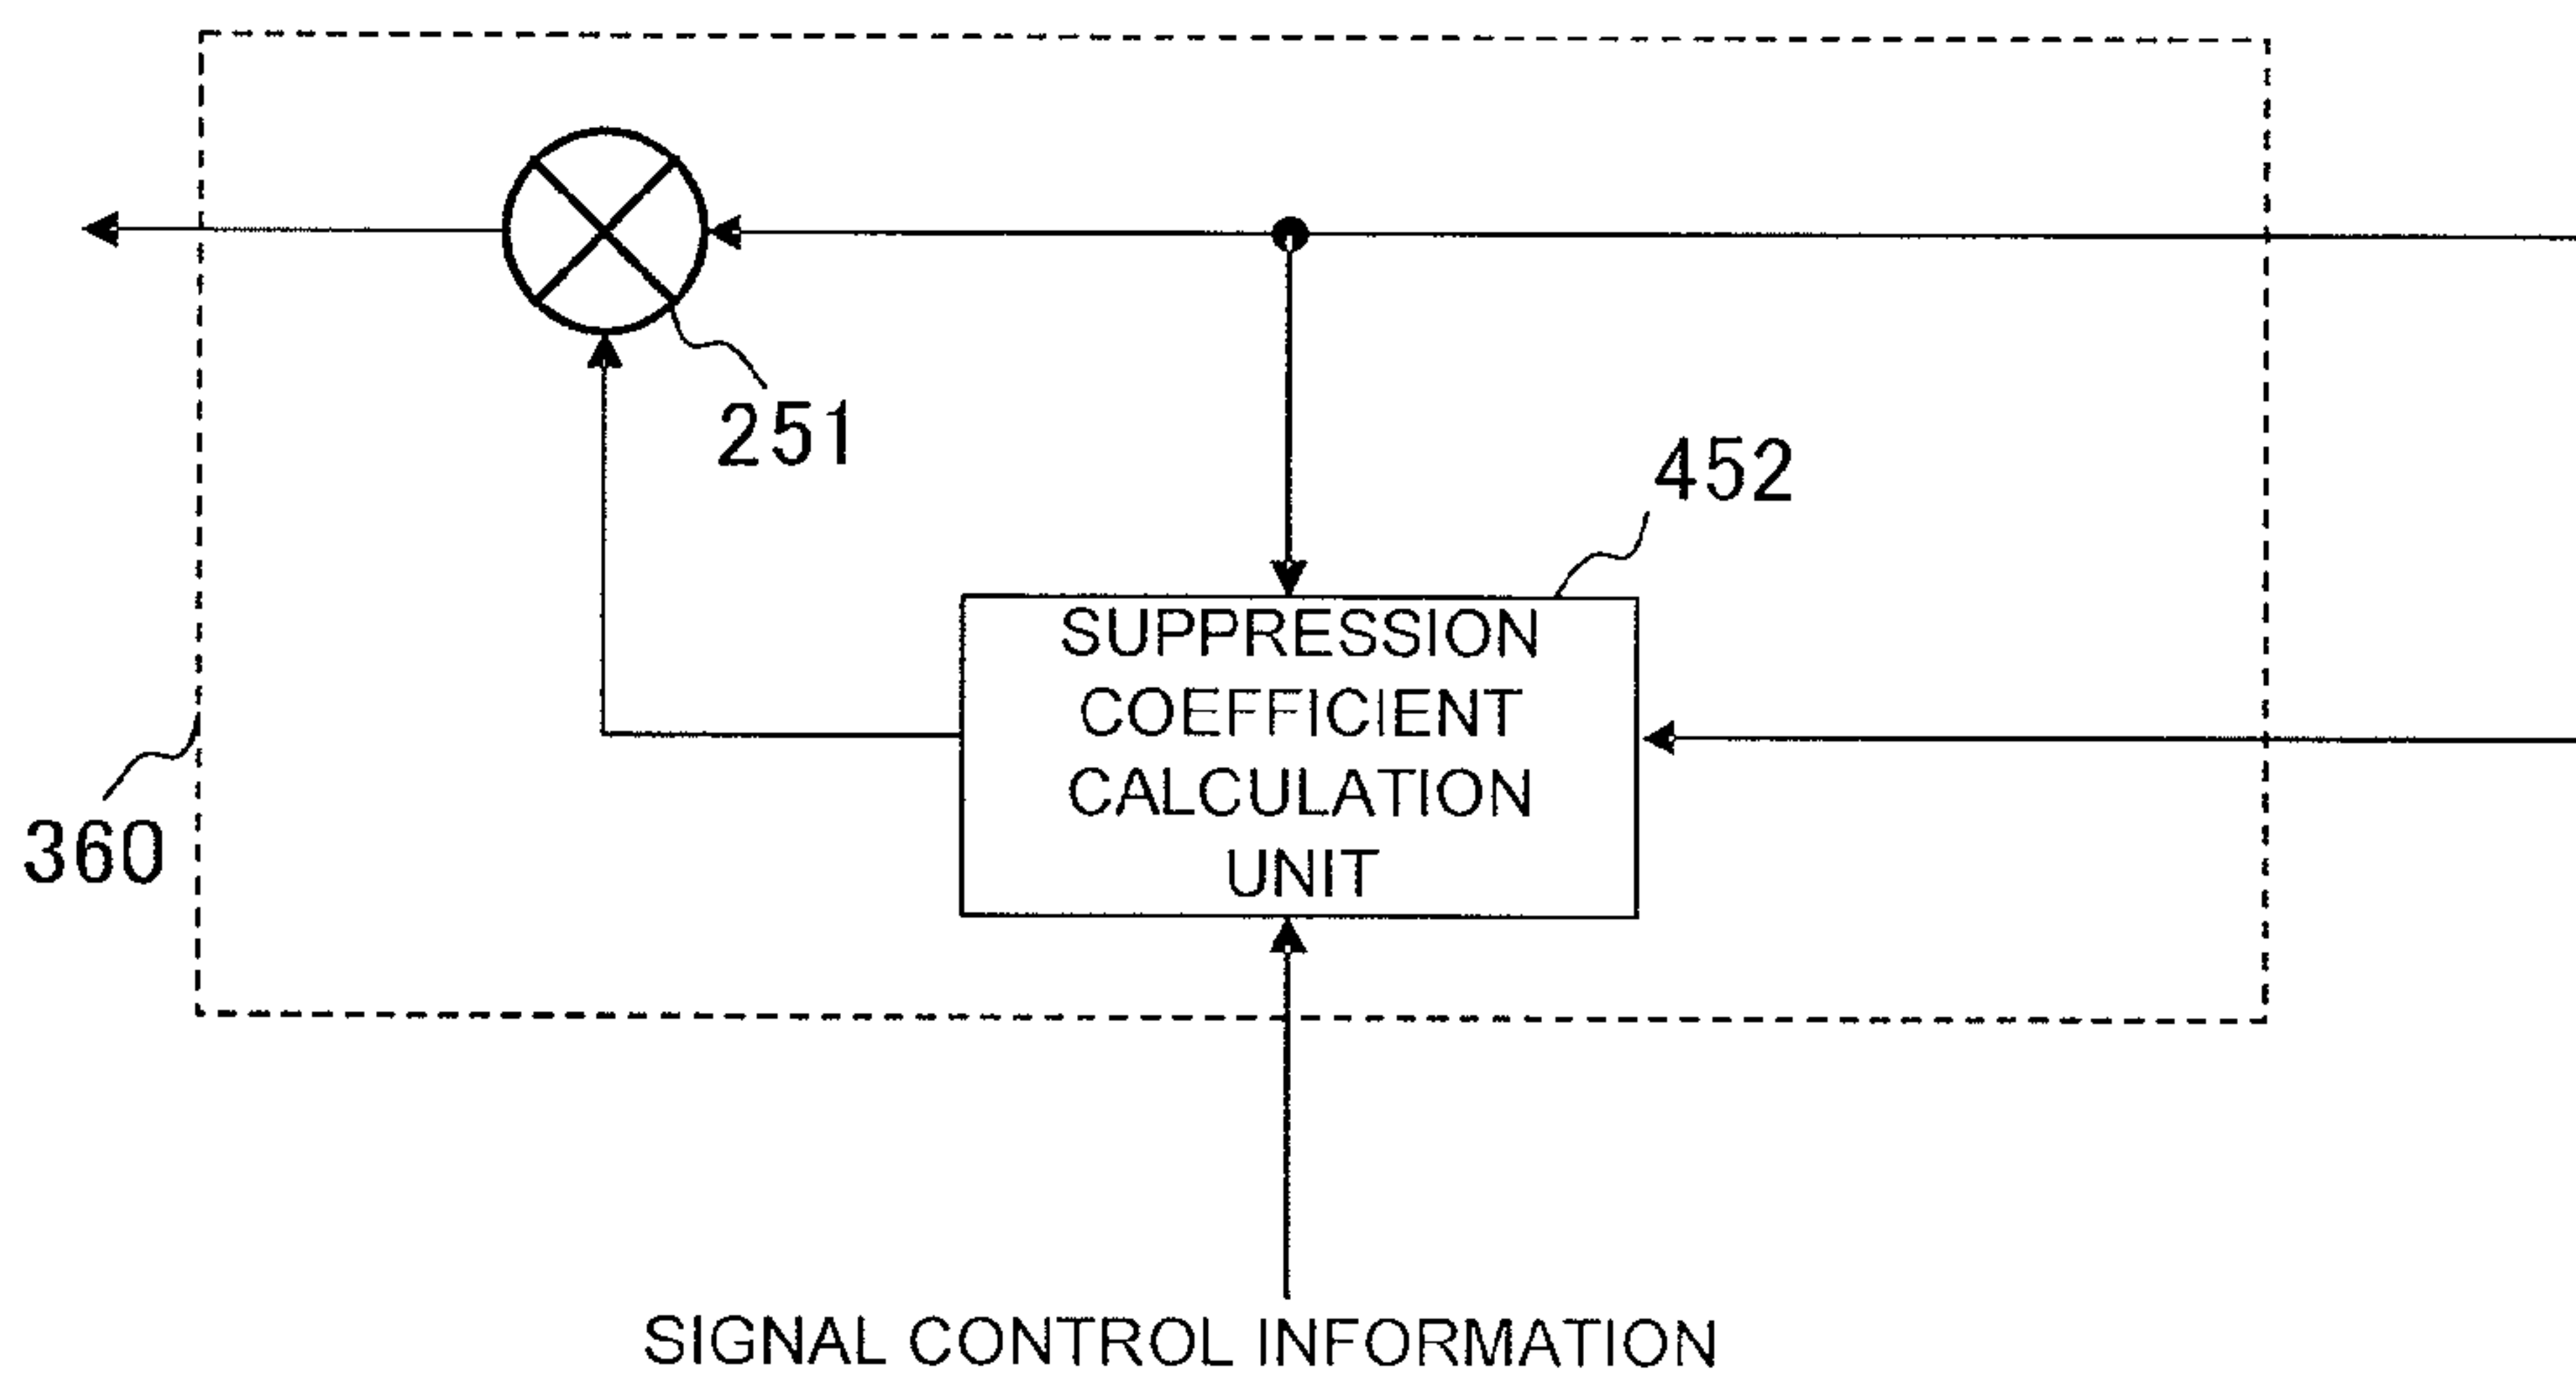 251
452
SUPPRESSION
COEFFICIENT
CALCULATION
UNIT
360
SIGNAL CONTROL INFORMATION